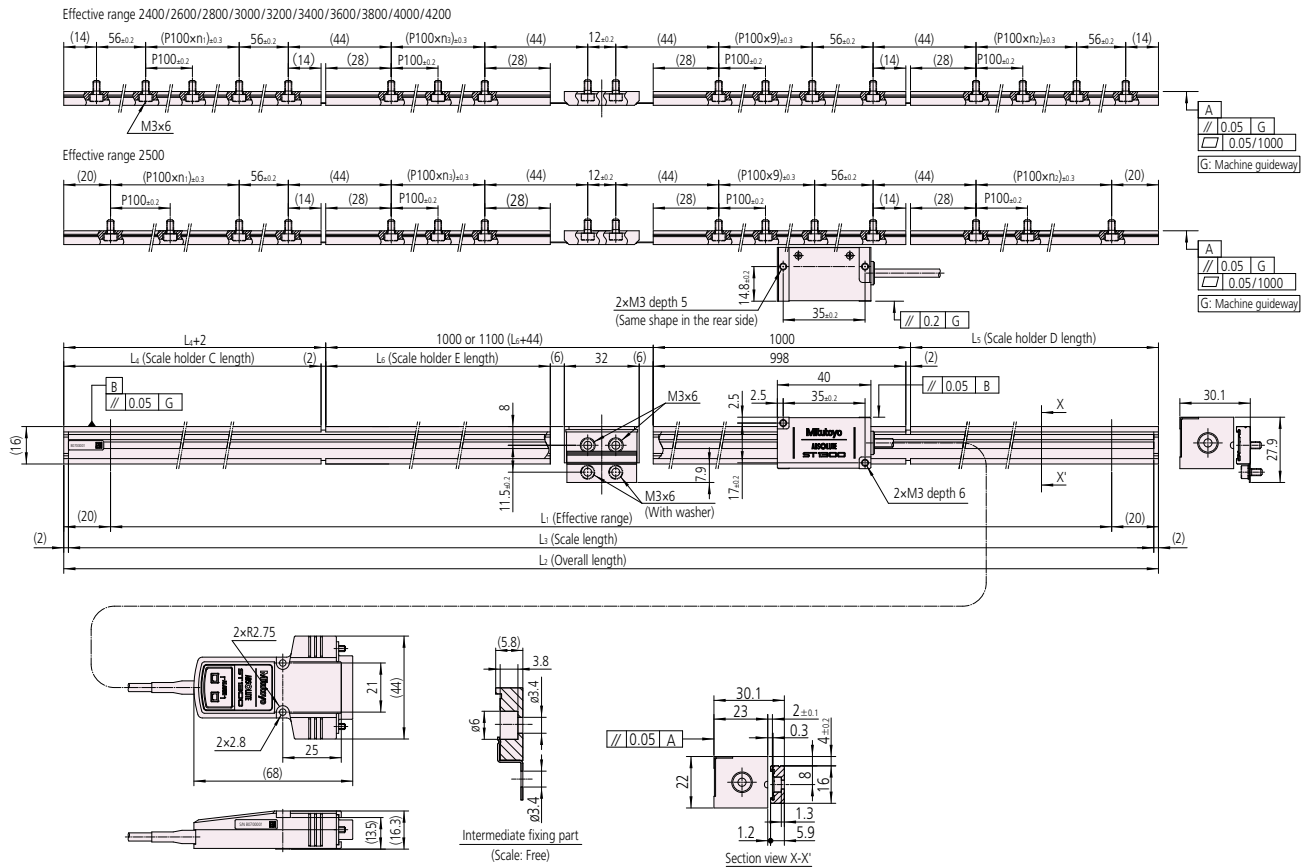 Effective range 2400/2600/2800/3000/3200/3400/3600/3800/4000/4200
(14) 56±0.2 (P100×n1)±0.3 56±0.2 (44) (P100×n3)±0.3 (44) 12±0.2 (44) (P100×9)±0.3 56±0.2 (44) (P100×n2)±0.3 56±0.2 (14)
P100±0.2 (14) (28) P100±0.2 (28) (28) P100±0.2 (14) (28) P100±0.2
M3×6
A
// 0.05 G
0.05/1000
G: Machine guideway
Effective range 2500
(20) (P100×n1)±0.3 56±0.2 (44) (P100×n3)±0.3 (44) 12±0.2 (44) (P100×9)±0.3 56±0.2 (44) (P100×n2)±0.3 (20)
P100±0.2 (14) (28) P100±0.2 (28) (28) P100±0.2 (14) (28) P100±0.2
A
// 0.05 G
0.05/1000
G: Machine guideway
14.8±0.2
2×M3 depth 5
(Same shape in the rear side)
35±0.2
// 0.2 G
L4+2 1000 or 1100 (L6+44) 1000 L5 (Scale holder D length)
L4 (Scale holder C length) (2) L6 (Scale holder E length) (6) 32 (6) 998 (2)
B
// 0.05 G
8
M3×6
2.5
40
2.5 35±0.2
// 0.05 B
X
30.1
(16)
Mitutoyo
ABSOLUTE
ST1300
27.9
11.5±0.2
7.9
17±0.2
X'
M3×6
(With washer)
2×M3 depth 6
(20) L1 (Effective range) (20)
(2) L3 (Scale length) (2)
L2 (Overall length)
2×R2.75
Mitutoyo
ABSOLUTE
ST1300
21
(44)
2×2.8
25
(68)
(13.5)
(16.3)
(5.8)
3.8
ø3.4
ø6
ø3.4
Intermediate fixing part
(Scale: Free)
30.1
23 2±0.1
0.3
4±0.2
// 0.05 A
22
8
16
1.3
1.2 5.9
Section view X-X'